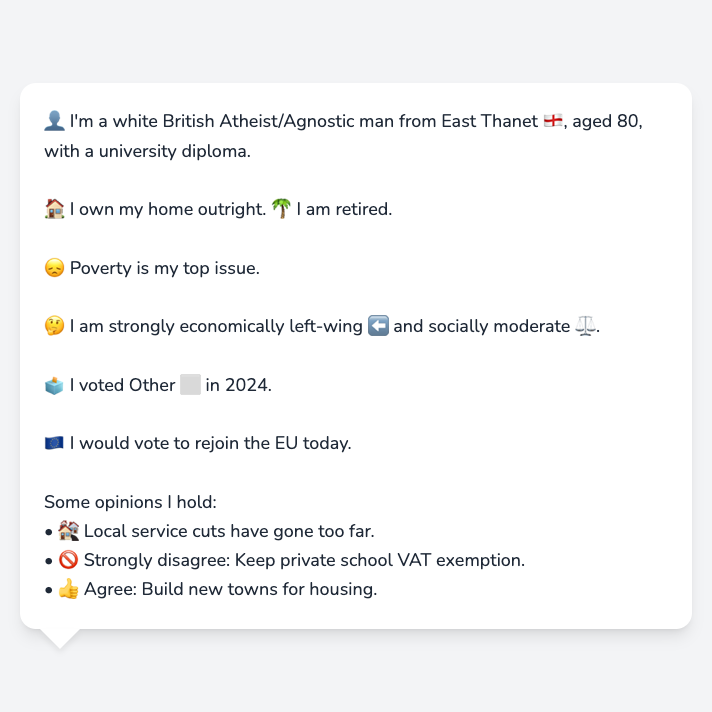 👤 I'm a white British Atheist/Agnostic man from East Thanet 🏴󠁧󠁢󠁥󠁮󠁧󠁿, aged 80,
with a university diploma.
🏠 I own my home outright. 🌴 I am retired.
😞 Poverty is my top issue.
🤔 I am strongly economically left-wing ⬅️ and socially moderate ⚖️.
🗳️ I voted Other ⬜ in 2024.
🇪🇺 I would vote to rejoin the EU today.
Some opinions I hold:
• 🏘️ Local service cuts have gone too far.
• 🚫 Strongly disagree: Keep private school VAT exemption.
• 👍 Agree: Build new towns for housing.